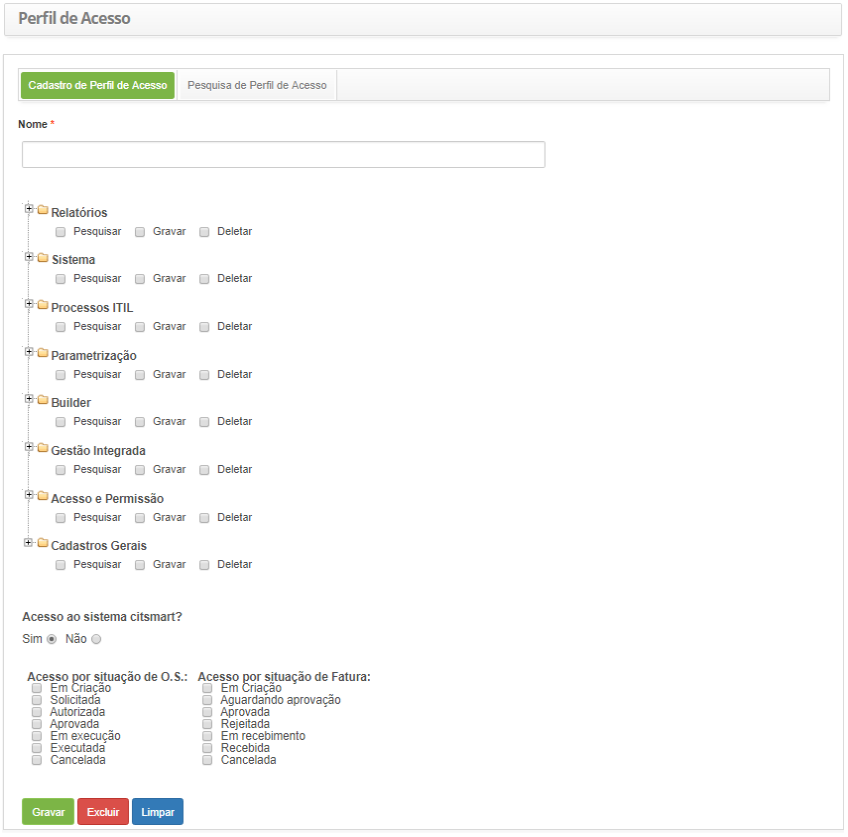 Perfil de Acesso
Cadastro de Perfil de Acesso Pesquisa de Perfil de Acesso
Nome *
Relatórios
Pesquisar Gravar Deletar
Sistema
Pesquisar Gravar Deletar
Processos ITIL
Pesquisar Gravar Deletar
Parametrização
Pesquisar Gravar Deletar
Builder
Pesquisar Gravar Deletar
Gestão Integrada
Pesquisar Gravar Deletar
Acesso e Permissão
Pesquisar Gravar Deletar
Cadastros Gerais
Pesquisar Gravar Deletar
Acesso ao sistema citsmart?
Sim Não
Acesso por situação de O.S.: Acesso por situação de Fatura:
Em Criação Em Criação
Solicitada Aguardando aprovação
Autorizada Aprovada
Aprovada Rejeitada
Em execução Em recebimento
Executada Recebida
Cancelada Cancelada
Gravar Excluir Limpar